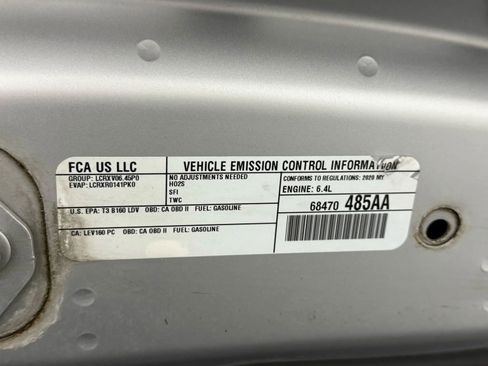 FCA US LLC
GROUP: LCRXV06.45P0
EVAP: LCRXR0141PK0
VEHICLE EMISSION CONTROL INFORMATION
NO ADJUSTMENTS NEEDED
HO2S
SFI
TWC
CONFORMS TO REGULATIONS: 2020 MY
ENGINE: 6.4L
U.S. EPA: T3 B160 LDV OBD: CA OBD II FUEL: GASOLINE
CA: LEV160 PC OBD: CA OBD II FUEL: GASOLINE
68470 485AA